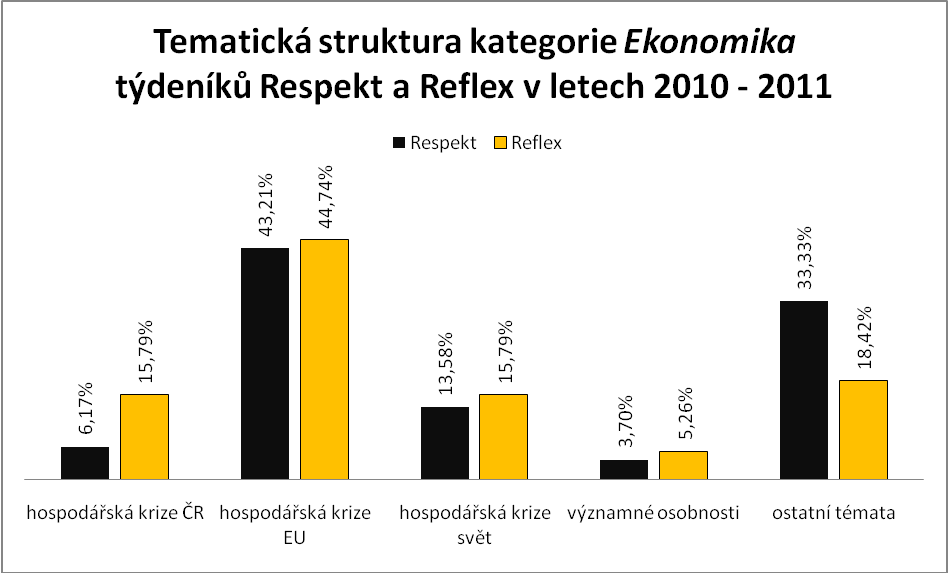 Tematická struktura kategorie Ekonomika
týdeníků Respekt a Reflex v letech 2010 - 2011
Respekt Reflex
6,17%
15,79%
43,21%
44,74%
13,58%
15,79%
3,70%
5,26%
33,33%
18,42%
hospodářská krize ČR
hospodářská krize
EU
hospodářská krize
svět
významné osobnosti
ostatní témata